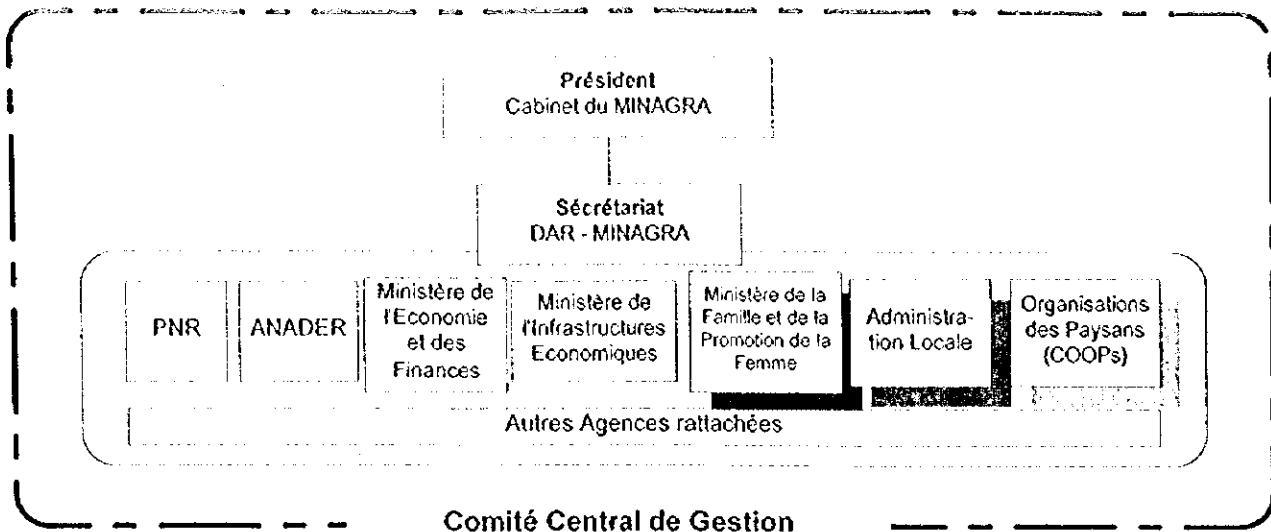 Président
Cabinet du MINAGRA
Sécrétariat
DAR - MINAGRA
PNR
ANADER
Ministère de
l'Economie
et des
Finances
Ministère de
l'Infrastructures
Economiques
Ministère de la
Famille et de la
Promotion de la
Femme
Administra-
tion Locale
Organisations
des Paysans
(COOPs)
Autres Agences rattachées
Comité Central de Gestion